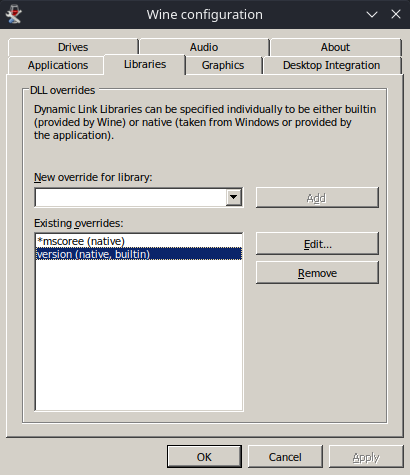 Wine configuration
Drives Audio About
Applications Libraries Graphics Desktop Integration
DLL overrides
Dynamic Link Libraries can be specified individually to be either builtin
(provided by Wine) or native (taken from Windows or provided by
the application).
New override for library:
Add
Existing overrides:
*mscoree (native)
version (native, builtin)
Edit...
Remove
OK Cancel Apply